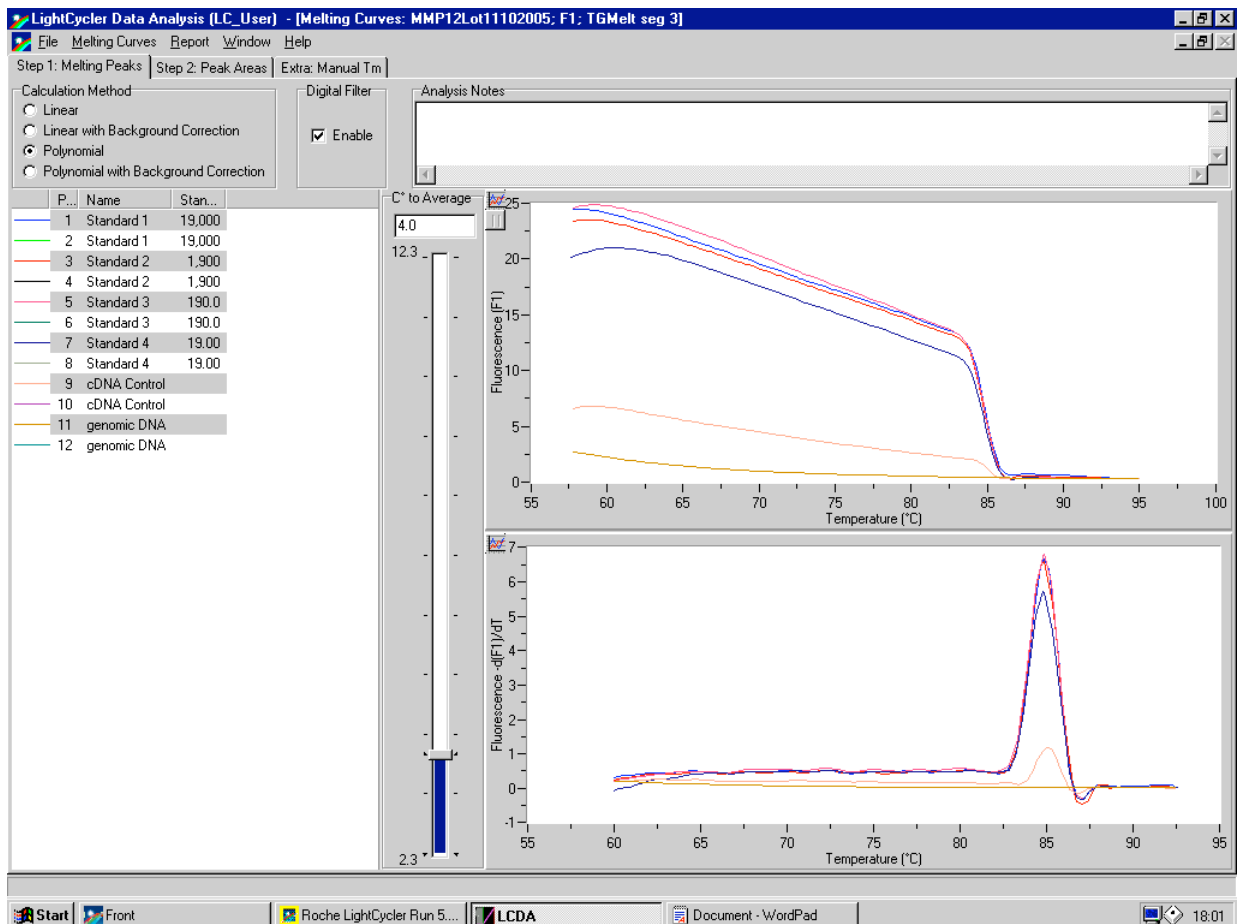 LightCycler Data Analysis (LC_User) - [Melting Curves: MMP12Lot11102005; F1; TGMelt seg 3]
File Melting Curves Report Window Help
Step 1: Melting Peaks Step 2: Peak Areas Extra: Manual Tm
Calculation Method
Linear
Linear with Background Correction
Polynomial
Polynomial with Background Correction
Digital Filter
Enable
Analysis Notes
P... Name Stan...
1 Standard 1 19,000
2 Standard 1 19,000
3 Standard 2 1,900
4 Standard 2 1,900
5 Standard 3 190.0
6 Standard 3 190.0
7 Standard 4 19.00
8 Standard 4 19.00
9 cDNA Control
10 cDNA Control
11 genomic DNA
12 genomic DNA
C° to Average
4.0
12.3
2.3
25
20
15
10
5
0
Fluorescence (F1)
55 60 65 70 75 80 85 90 95 100
Temperature (°C)
7
6
5
4
3
2
1
0
-1
Fluorescence -d(F1)/dT
55 60 65 70 75 80 85 90 95
Temperature (°C)
Start Front Roche LightCycler Run 5.... LCDA Document - WordPad 18:01